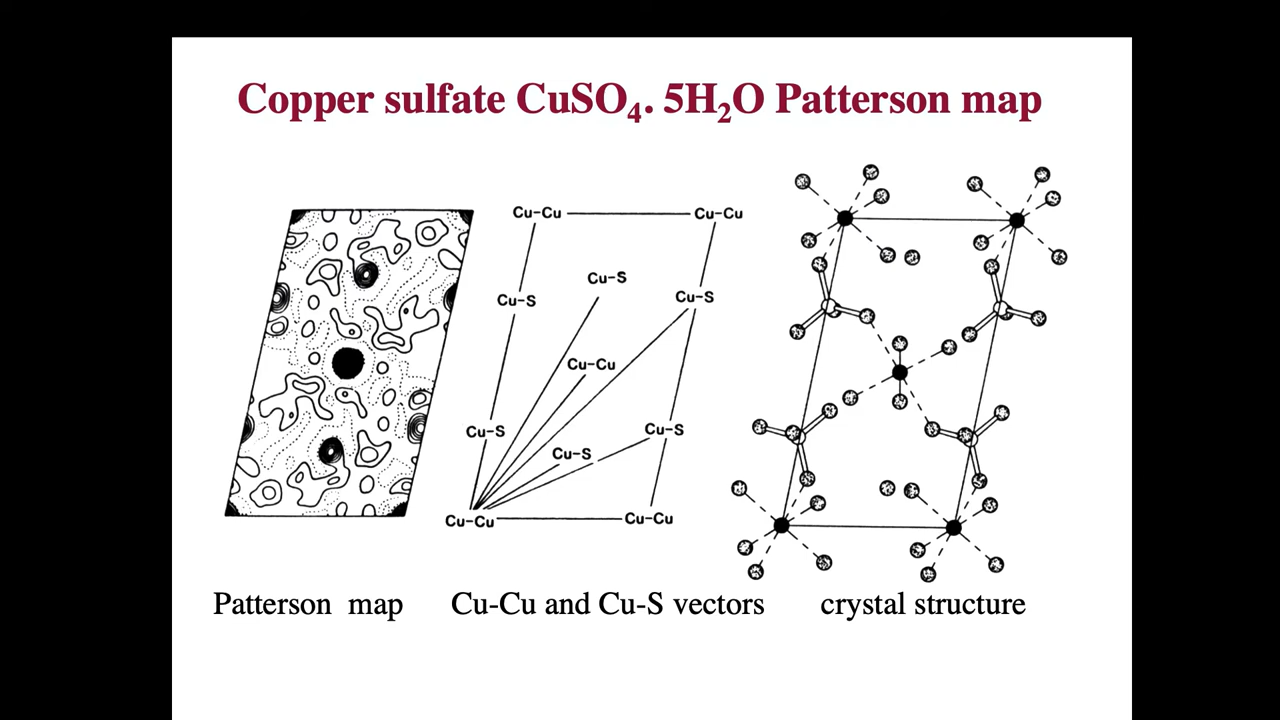 Copper sulfate CuSO₄. 5H₂O Patterson map
Cu–Cu Cu–Cu
Cu–S
Cu–S Cu–S
Cu–Cu
Cu–S Cu–S
Cu–S
Cu–Cu Cu–Cu
Patterson map Cu-Cu and Cu-S vectors crystal structure